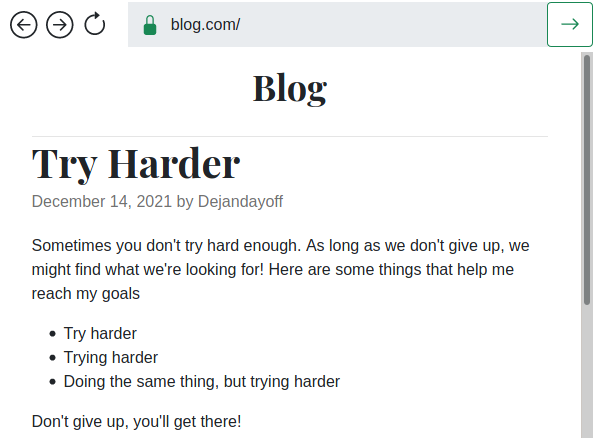 blog.com/
Blog
Try Harder
December 14, 2021 by Dejandayoff
Sometimes you don't try hard enough. As long as we don't give up, we
might find what we're looking for! Here are some things that help me
reach my goals
Try harder
Trying harder
Doing the same thing, but trying harder
Don't give up, you'll get there!